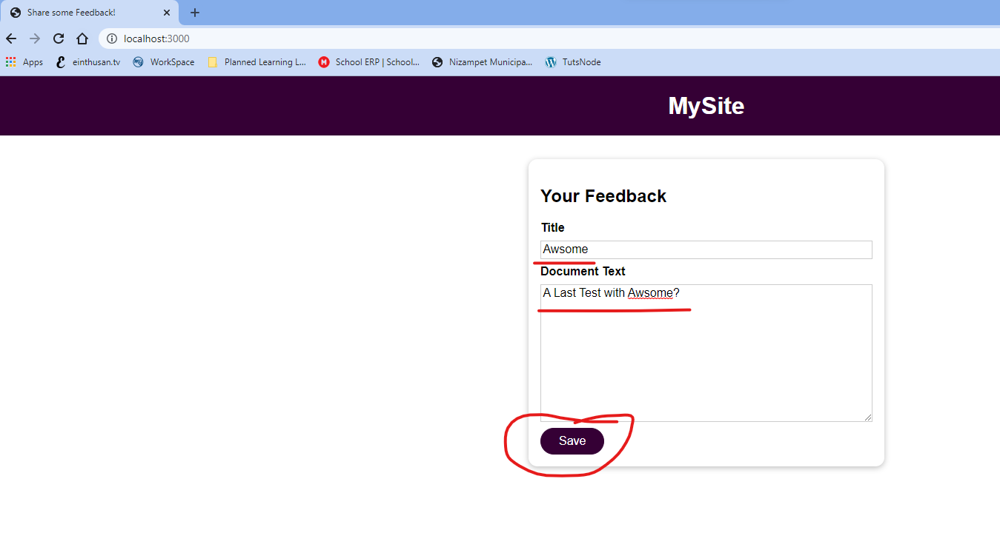 Share some Feedback!
localhost:3000
Apps einthusan.tv WorkSpace Planned Learning L... School ERP | School... Nizampet Municipa... TutsNode
MySite
Your Feedback
Title
Awsome
Document Text
A Last Test with Awsome?
Save